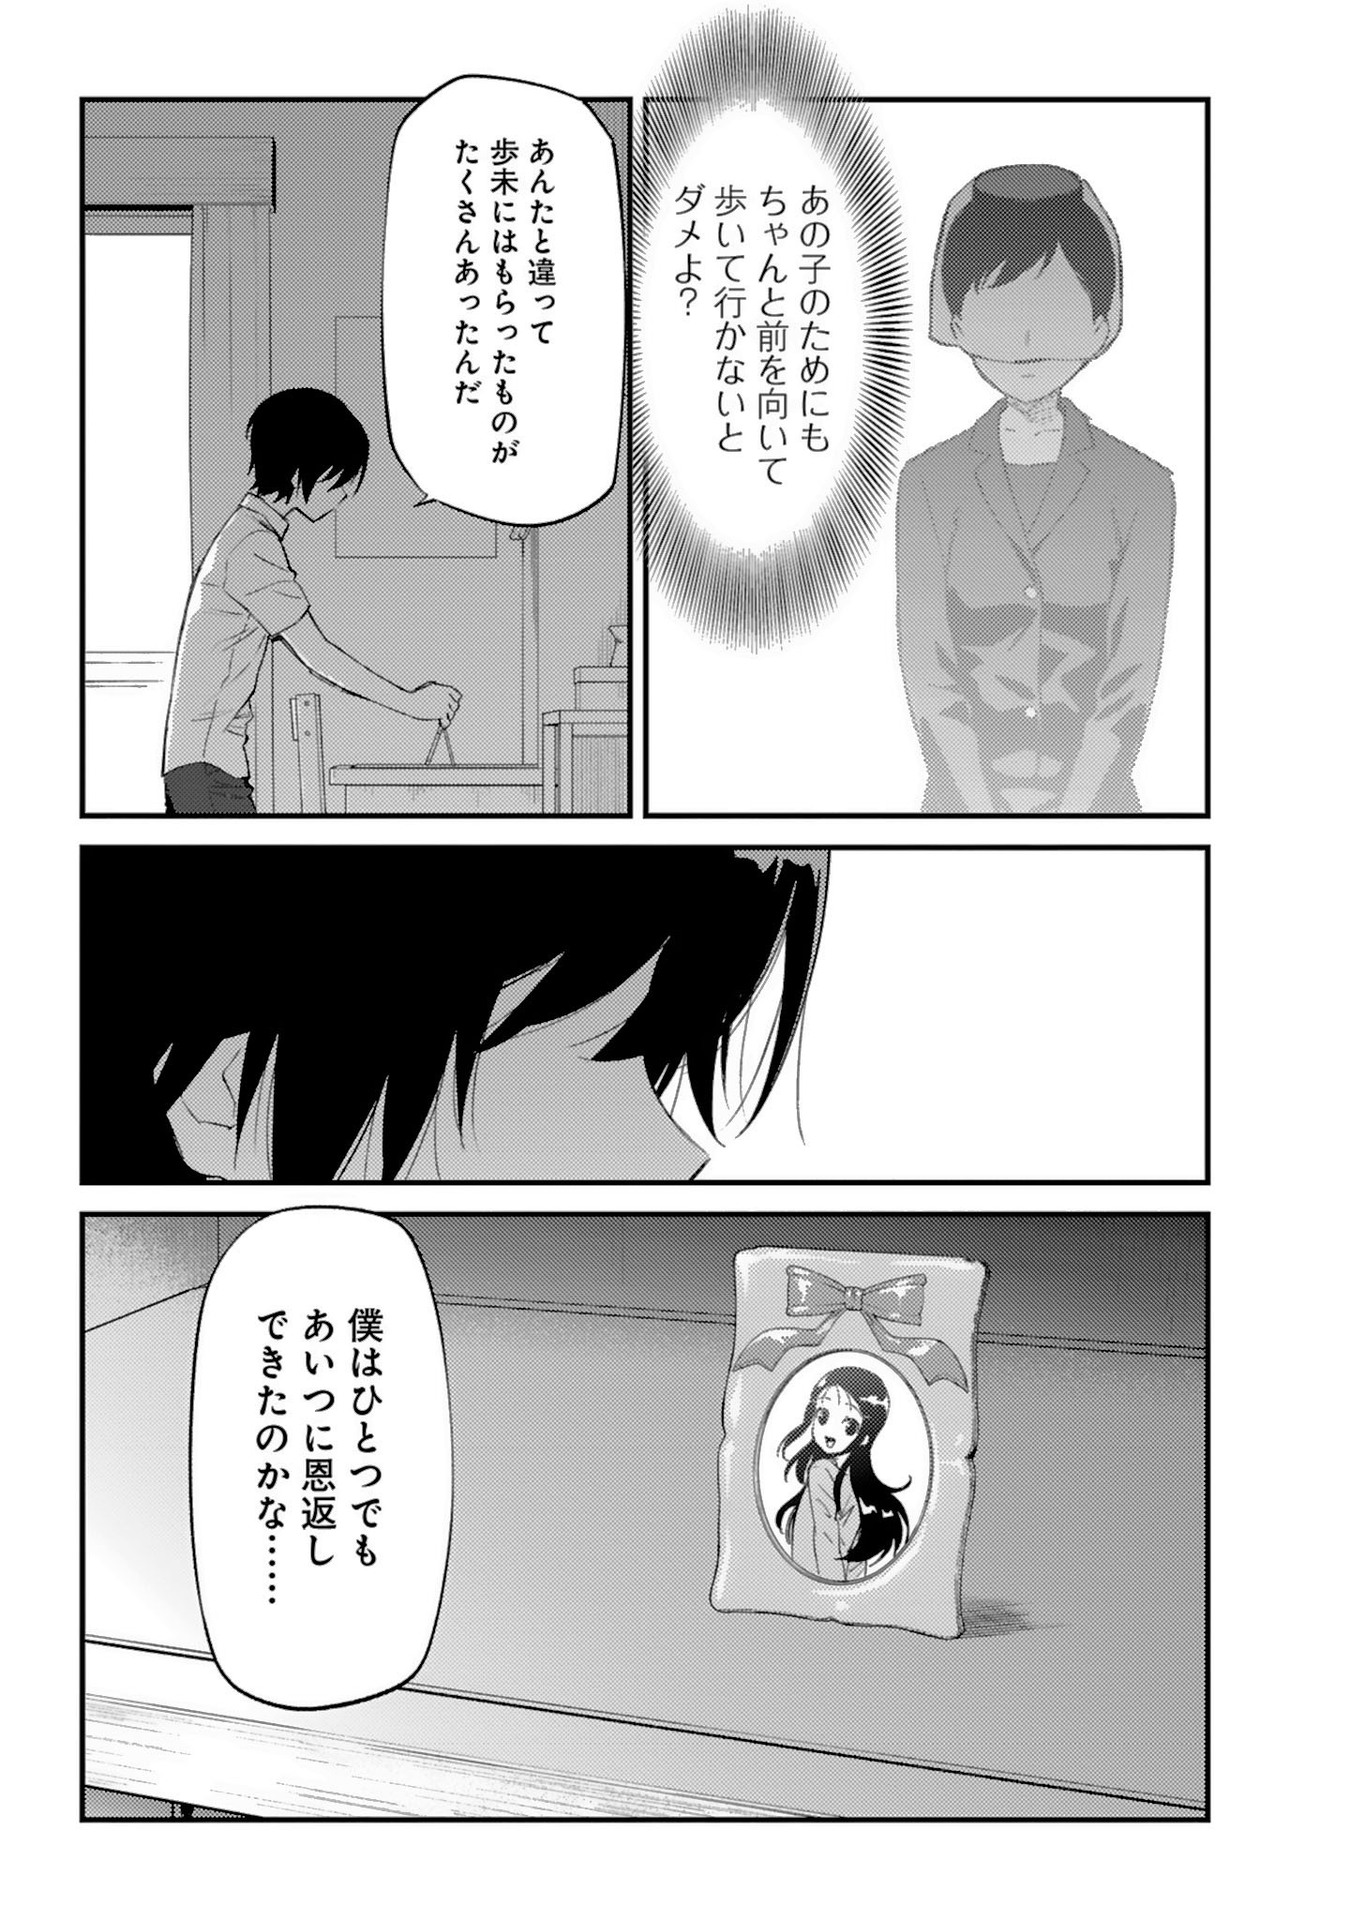 あの子のためにも
ちゃんと前を向いて
歩いて行かないと
ダメよ？
あんたと違って
歩未にはもらったものが
たくさんあったんだ
僕はひとつでも
あいつに恩返し
できたのかな……